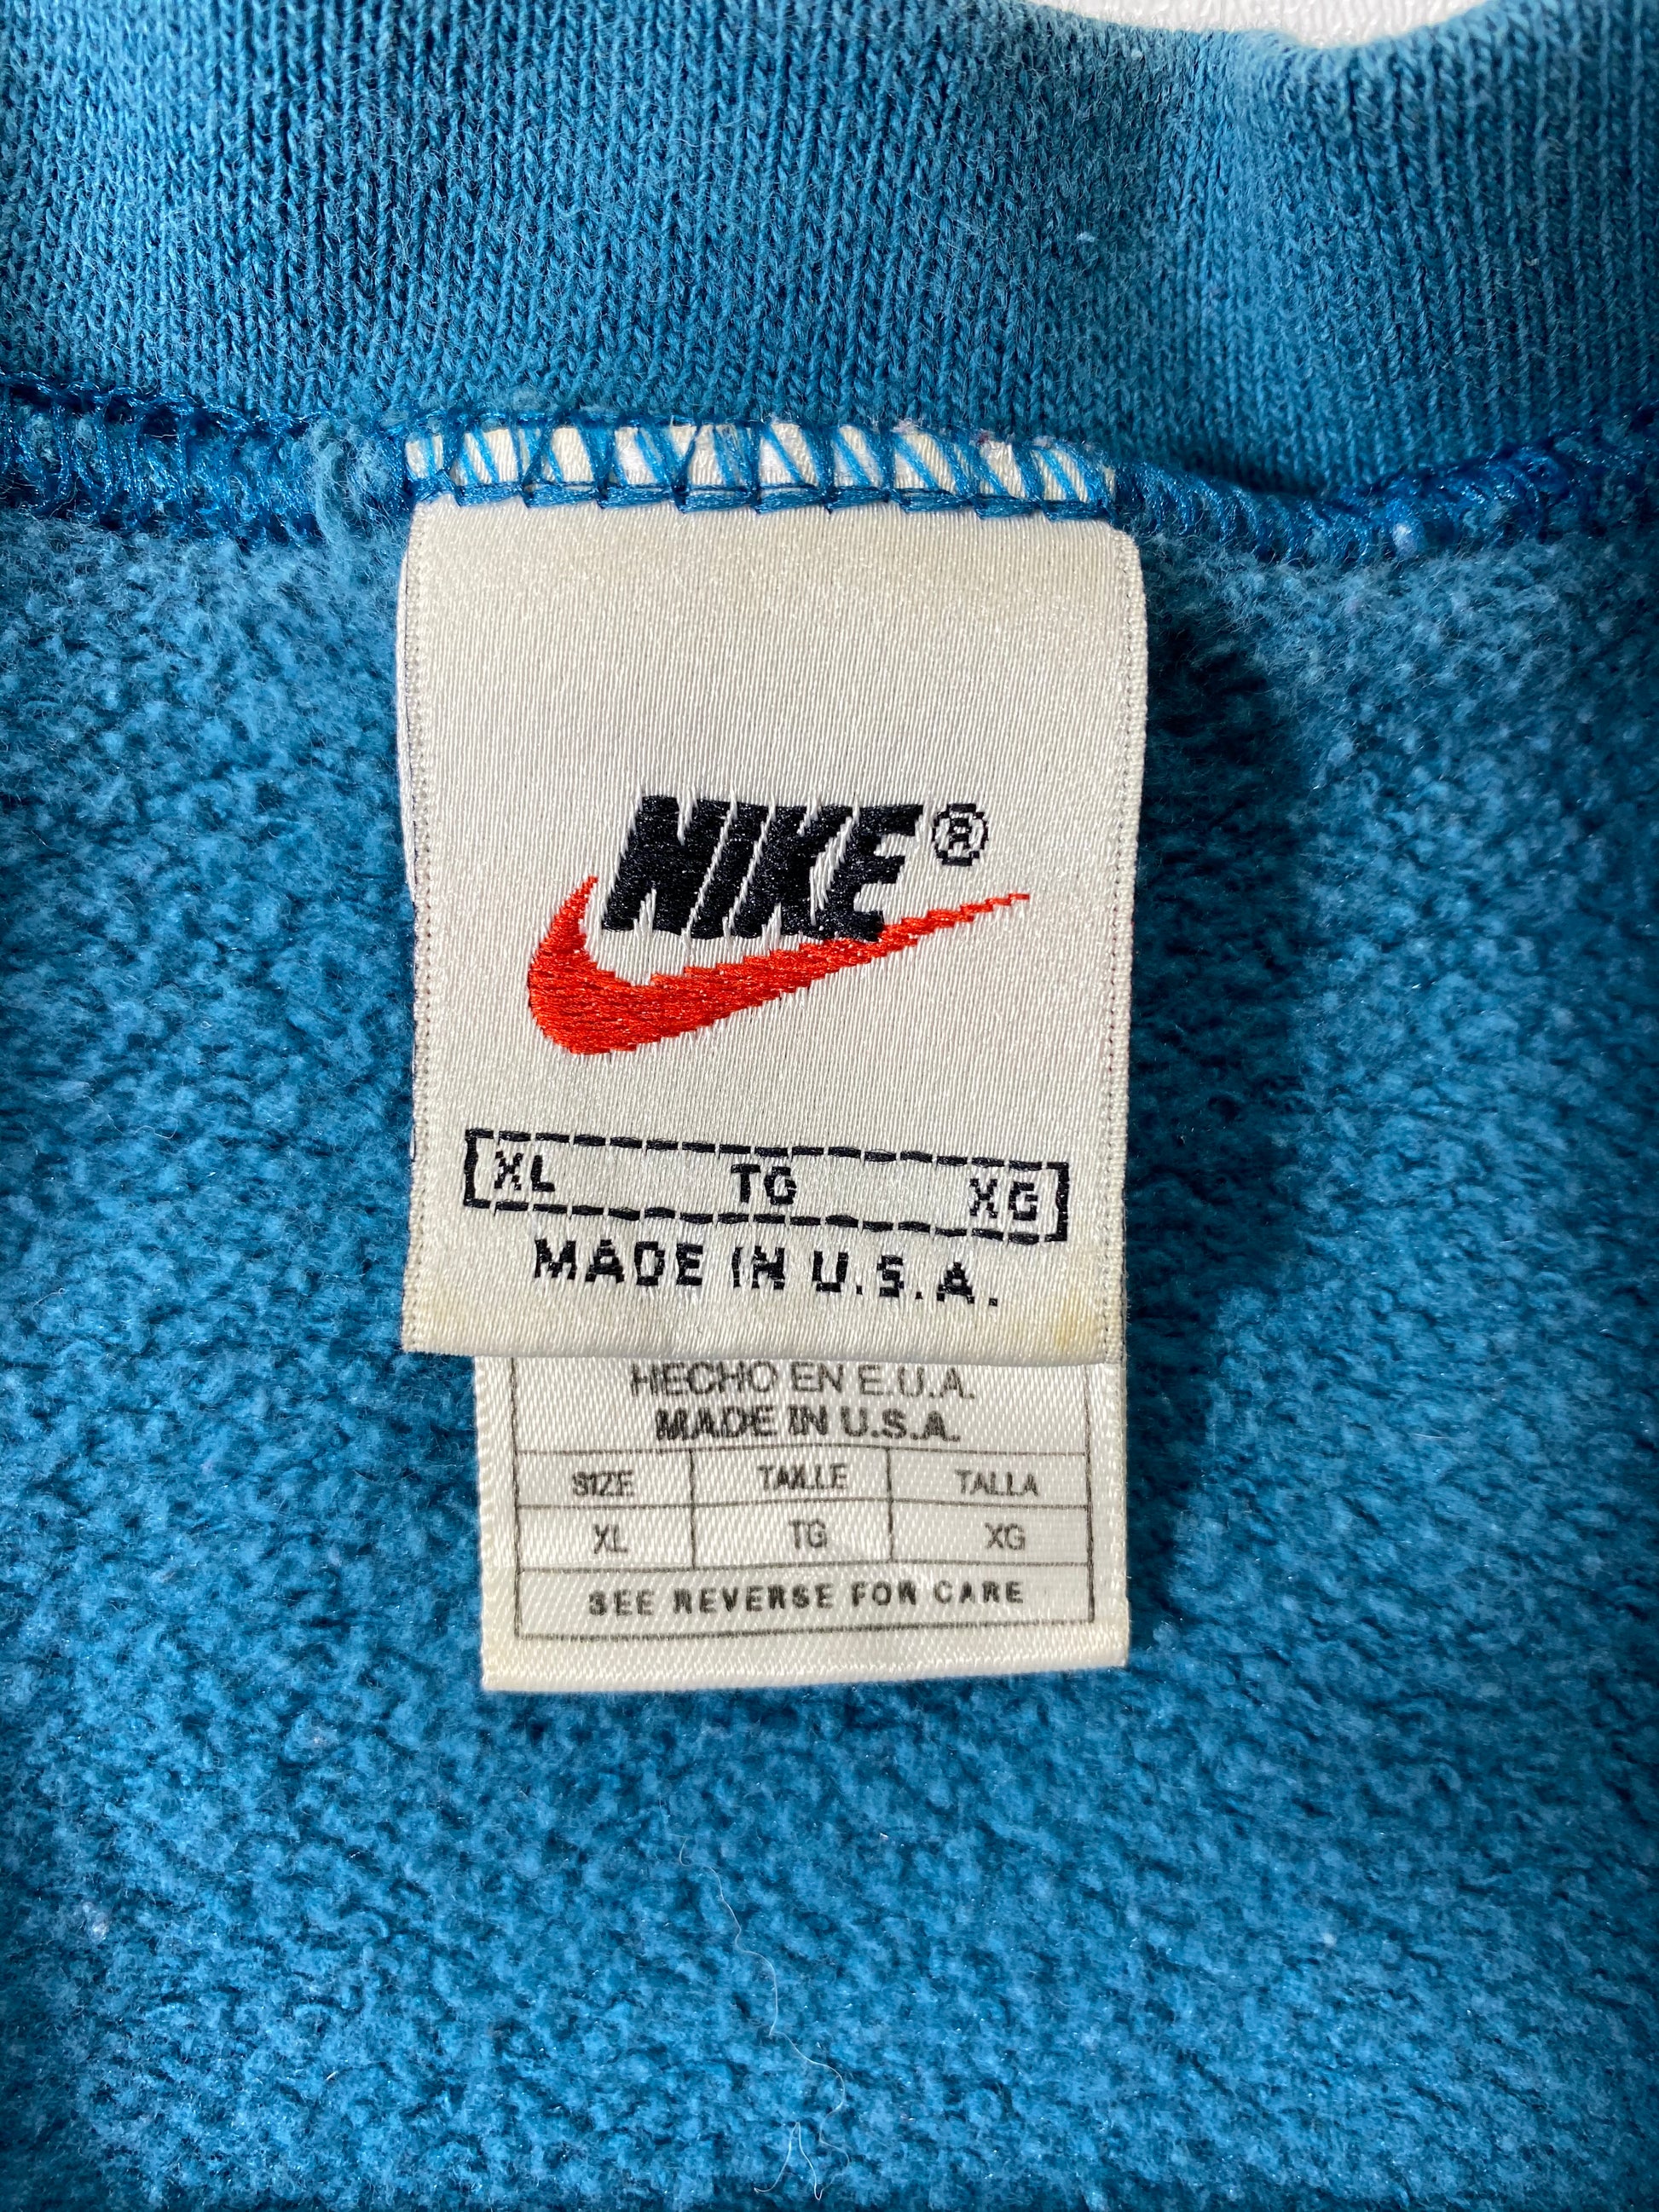 NIKE®
XL TG XG
MADE IN U.S.A.
HECHO EN E.U.A.
MADE IN U.S.A.
SIZE TAILLE TALLA
XL TG XG
SEE REVERSE FOR CARE